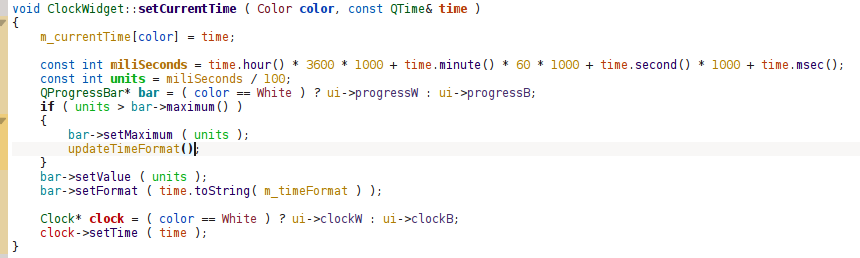 void ClockWidget::setCurrentTime ( Color color, const QTime& time )
{
    m_currentTime[color] = time;

    const int miliSeconds = time.hour() * 3600 * 1000 + time.minute() * 60 * 1000 + time.second() * 1000 + time.msec();
    const int units = miliSeconds / 100;
    QProgressBar* bar = ( color == White ) ? ui->progressW : ui->progressB;
    if ( units > bar->maximum() )
    {
        bar->setMaximum ( units );
        updateTimeFormat();
    }
    bar->setValue ( units );
    bar->setFormat ( time.toString( m_timeFormat ) );

    Clock* clock = ( color == White ) ? ui->clockW : ui->clockB;
    clock->setTime ( time );
}